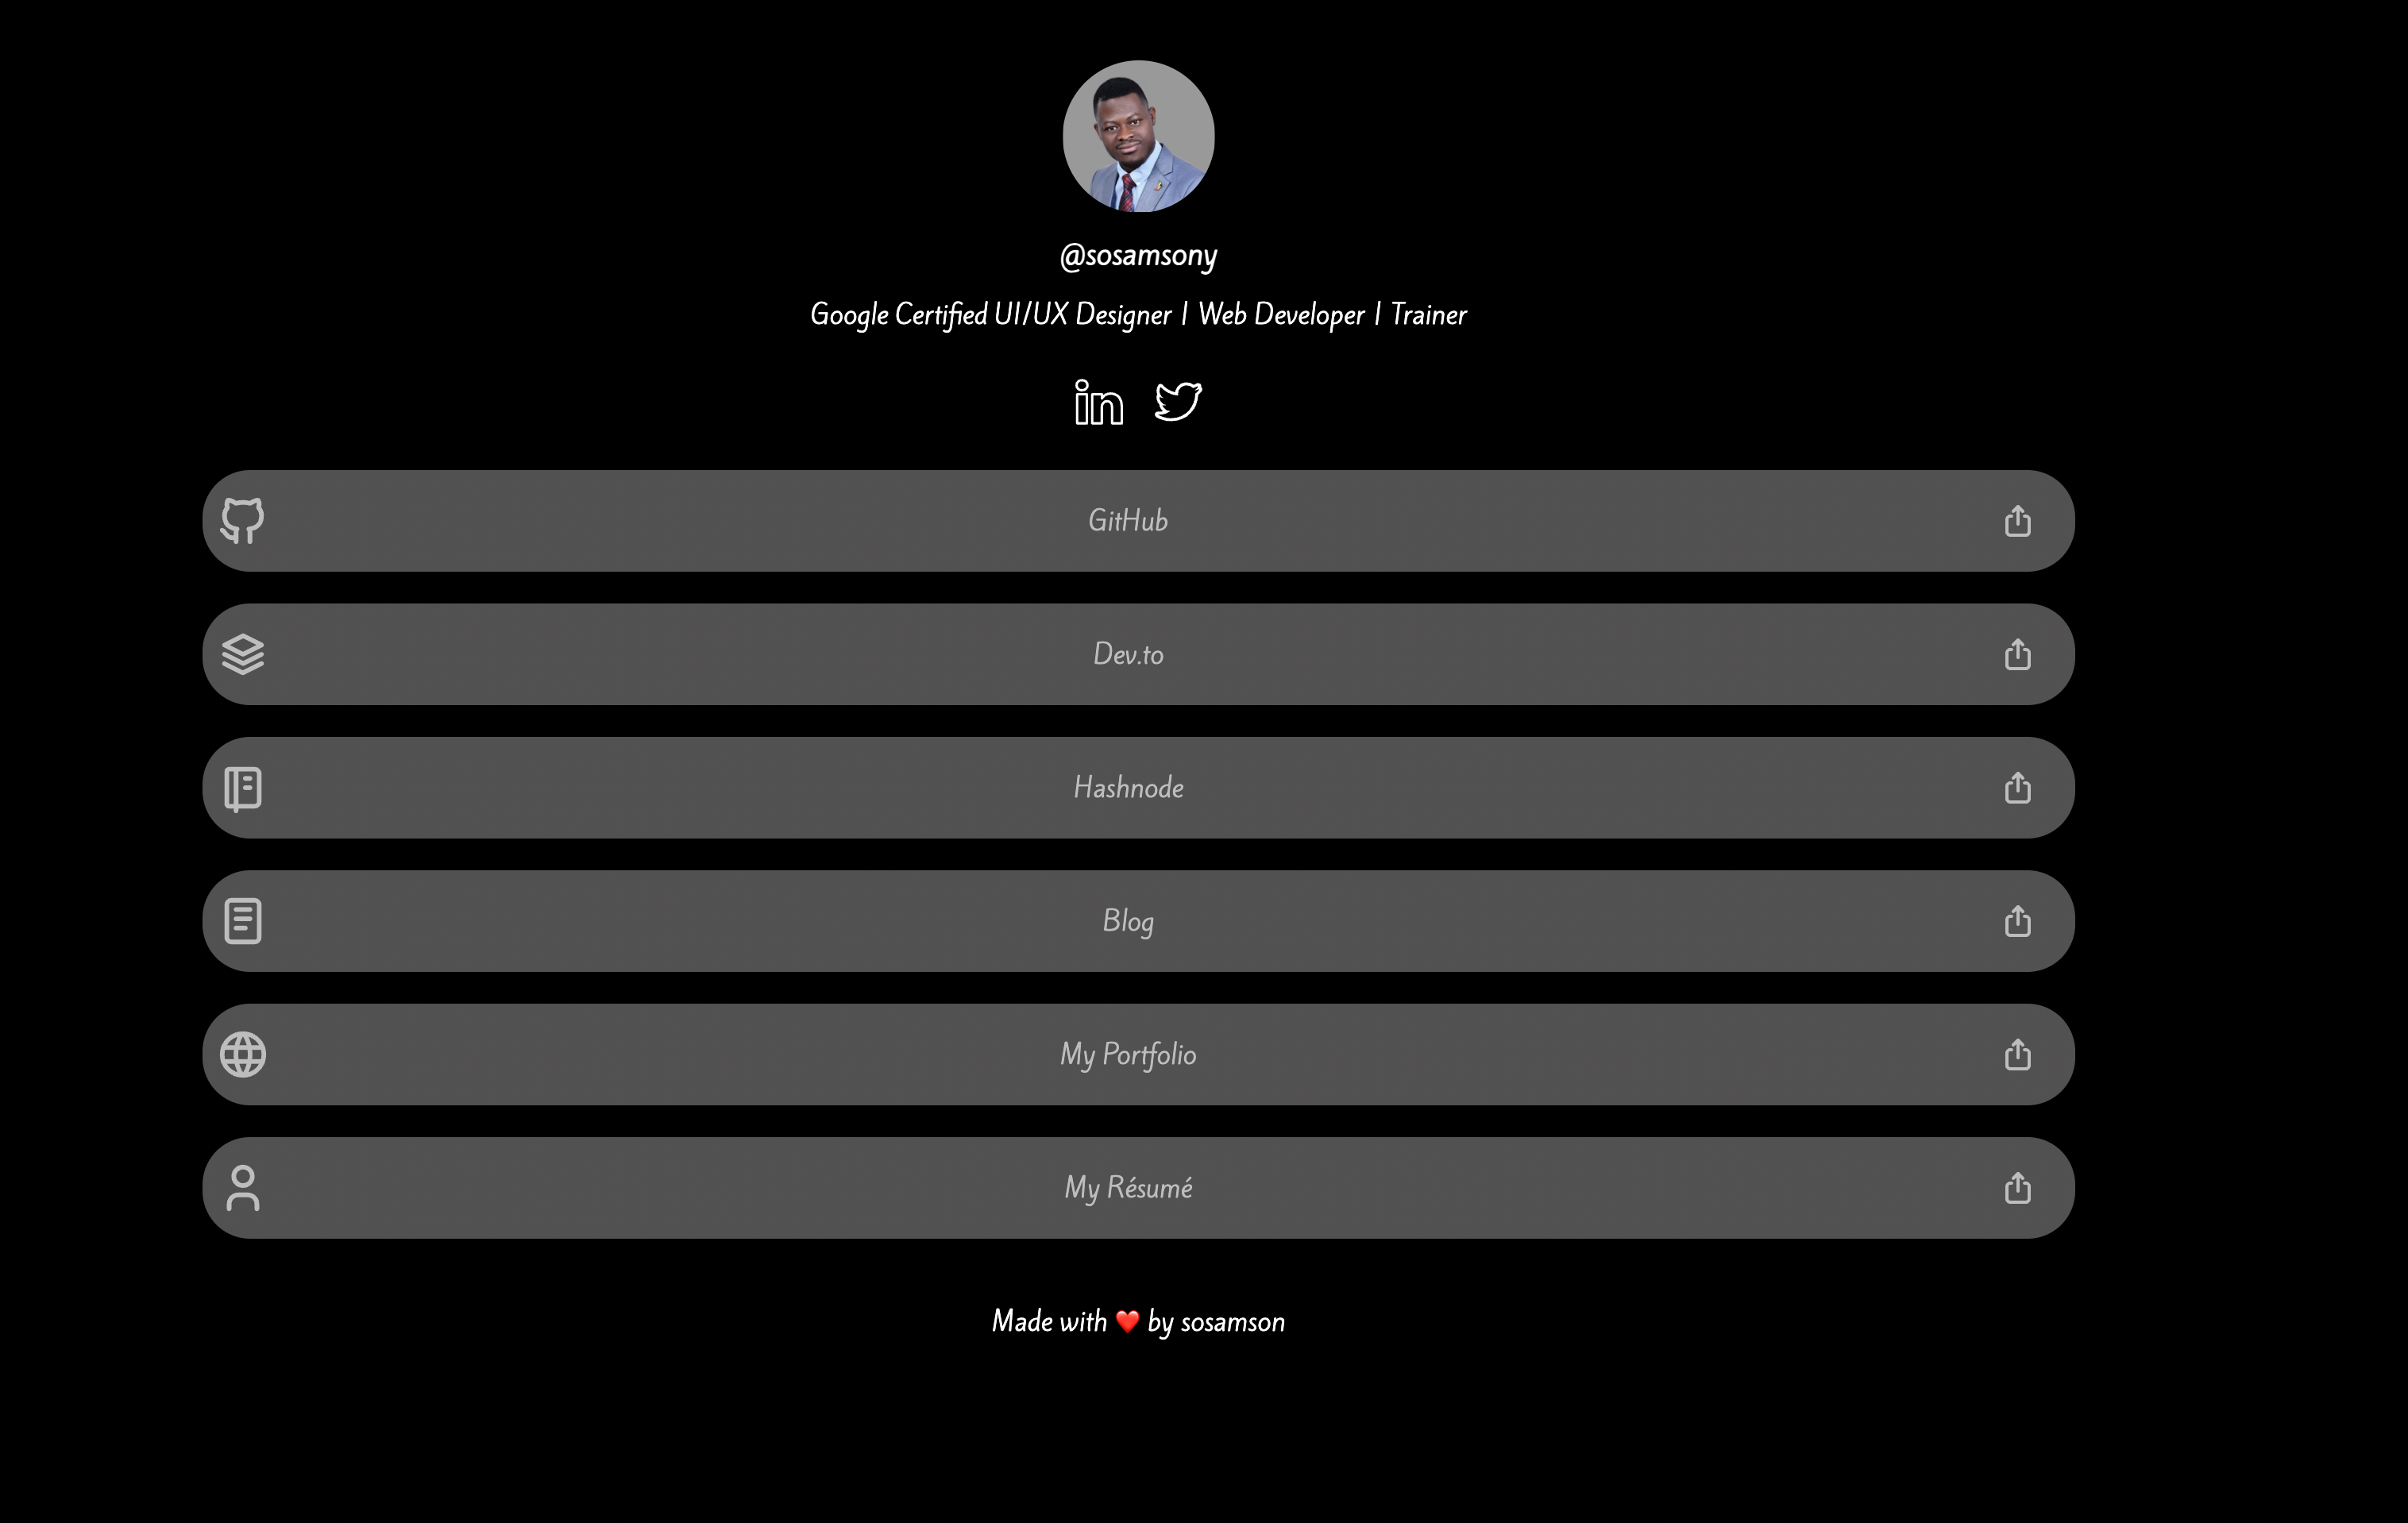 @sosamsony
Google Certified UI/UX Designer | Web Developer | Trainer
in
GitHub
Dev.to
Hashnode
Blog
My Portfolio
My Résumé
Made with ❤️ by sosamson